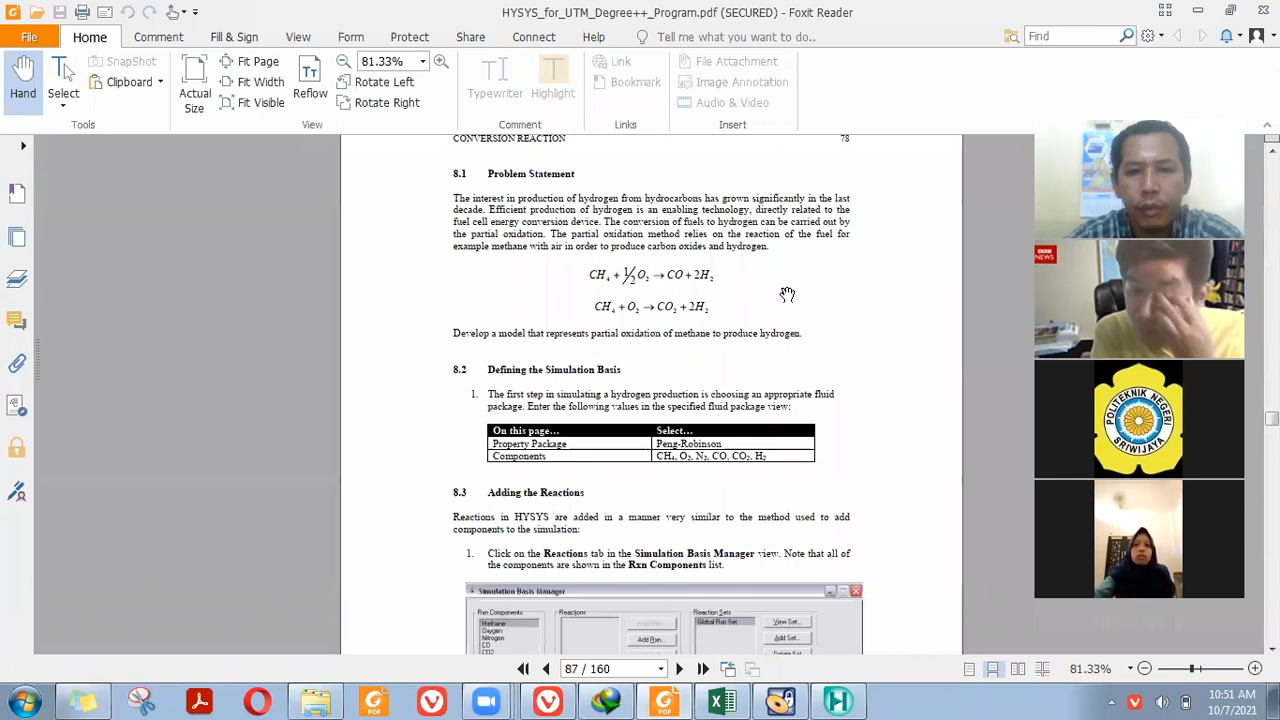 HYSYS_for_UTM_Degree++_Program.pdf (SECURED) - Foxit Reader
File
Home
Comment
Fill & Sign
View
Form
Protect
Share
Connect
Help
Tell me what you want to do..
Find
Hand
Select
SnapShot
Clipboard
Actual
Size
Fit Page
Fit Width
Fit Visible
Reflow
81.33%
Rotate Left
Rotate Right
Typewriter
Highlight
Link
Bookmark
File Attachment
Image Annotation
Audio & Video
Tools
View
Comment
Links
Insert
CONVERSION REACTION 78
8.1 Problem Statement
The interest in production of hydrogen from hydrocarbons has grown significantly in the last
decade. Efficient production of hydrogen is an enabling technology, directly related to the
fuel cell energy conversion device. The conversion of fuels to hydrogen can be carried out by
the partial oxidation. The partial oxidation method relies on the reaction of the fuel for
example methane with air in order to produce carbon oxides and hydrogen.
CH₄ + ½O₂ → CO + 2H₂
CH₄ + O₂ → CO₂ + 2H₂
Develop a model that represents partial oxidation of methane to produce hydrogen.
8.2 Defining the Simulation Basis
1. The first step in simulating a hydrogen production is choosing an appropriate fluid
package. Enter the following values in the specified fluid package view:
On this page... Select...
Property Package Peng-Robinson
Components CH₄, O₂, N₂, CO, CO₂, H₂
8.3 Adding the Reactions
Reactions in HYSYS are added in a manner very similar to the method used to add
components to the simulation:
1. Click on the Reactions tab in the Simulation Basis Manager view. Note that all of
the components are shown in the Rxn Components list.
Simulation Basis Manager
Rxn Components
Reactions
Reaction Sets
Methane
Oxygen
Nitrogen
CO
CO2
Add Rxn...
Global Rxn Set
View Set...
Add Set...
BBC
NEWS
POLITEKNIK NEGERI
SRIWIJAYA
87 / 160
81.33%
PDF
10:51 AM
10/7/2021